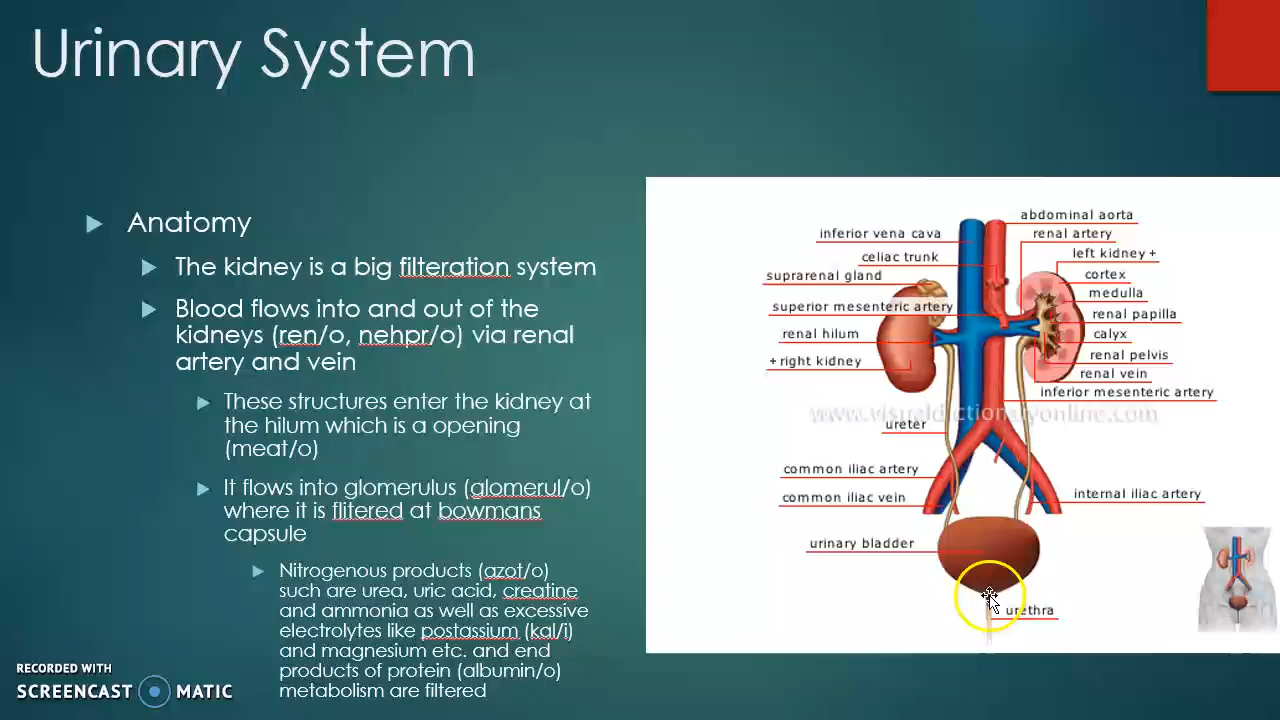 Urinary System
Anatomy
The kidney is a big filteration system
Blood flows into and out of the
kidneys (ren/o, nehpr/o) via renal
artery and vein
These structures enter the kidney at
the hilum which is a opening
(meat/o)
It flows into glomerulus (glomerul/o)
where it is flitered at bowmans
capsule
Nitrogenous products (azot/o)
such are urea, uric acid, creatine
and ammonia as well as excessive
electrolytes like postassium (kal/i)
and magnesium etc. and end
products of protein (albumin/o)
metabolism are filtered
abdominal aorta
inferior vena cava
renal artery
celiac trunk
left kidney +
suprarenal gland
cortex
medulla
superior mesenteric artery
renal papilla
renal hilum
calyx
+ right kidney
renal pelvis
renal vein
inferior mesenteric artery
www.visualdictionaryonline.com
ureter
common iliac artery
common iliac vein
internal iliac artery
urinary bladder
urethra
RECORDED WITH
SCREENCAST MATIC